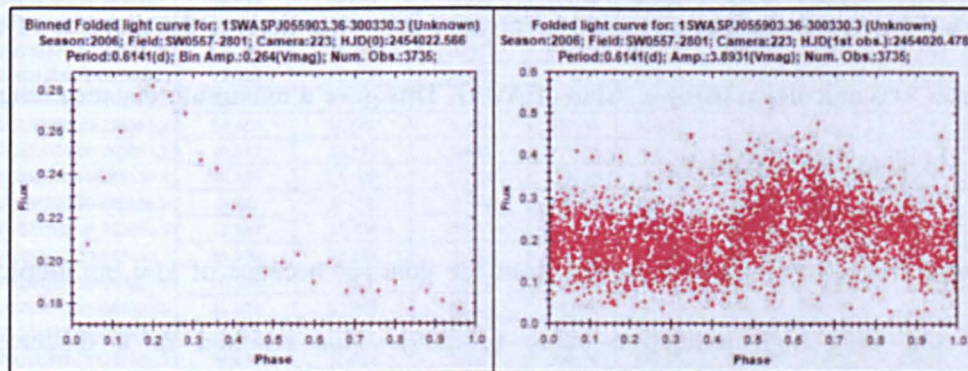 Binned Folded light curve for: 1SWASPJ055903.36-300330.3 (Unknown)
Season:2006; Field:SW0557-2801; Camera:223; HJD(0):2454022.566
Period:0.6141(d); Bin Amp.:0.264(Vmag); Num. Obs.:3735;
0.28
0.26
0.24
0.22
0.20
0.18
Flux
0.0 0.1 0.2 0.3 0.4 0.5 0.6 0.7 0.8 0.9 1.0
Phase
Folded light curve for: 1SWASPJ055903.36-300330.3 (Unknown)
Season:2006; Field:SW0557-2801; Camera:223; HJD(1st obs.):2454020.478
Period:0.6141(d); Amp.:3.8931(Vmag); Num. Obs.:3735;
0.6
0.5
0.4
0.3
0.2
0.1
0.0
Flux
0.0 0.1 0.2 0.3 0.4 0.5 0.6 0.7 0.8 0.9 1.0
Phase